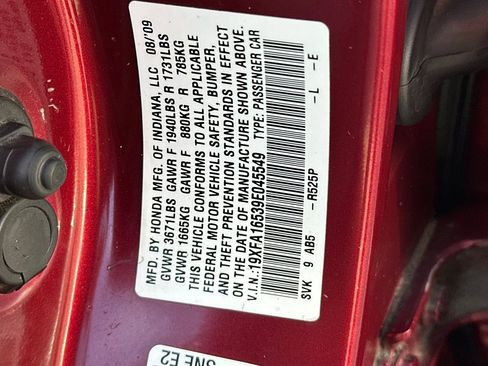 MFD. BY HONDA MFG. OF INDIANA, LLC 08/'09
GVWR 3671LBS GAWR F 1940LBS R 1731LBS
GVWR 1665KG GAWR F 880KG R 785KG
THIS VEHICLE CONFORMS TO ALL APPLICABLE
FEDERAL MOTOR VEHICLE SAFETY, BUMPER,
AND THEFT PREVENTION STANDARDS IN EFFECT
ON THE DATE OF MANUFACTURE SHOWN ABOVE.
V.I.N.:19XFA16539E045549 TYPE: PASSENGER CAR
SVK 9 AB5 -R525P -L -E
SNE E2